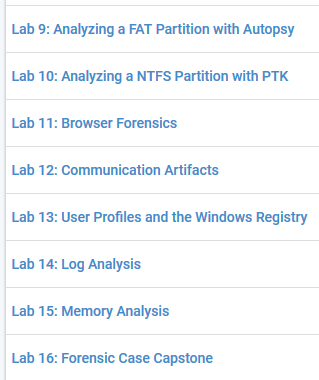 Lab 9: Analyzing a FAT Partition with Autopsy
Lab 10: Analyzing a NTFS Partition with PTK
Lab 11: Browser Forensics
Lab 12: Communication Artifacts
Lab 13: User Profiles and the Windows Registry
Lab 14: Log Analysis
Lab 15: Memory Analysis
Lab 16: Forensic Case Capstone